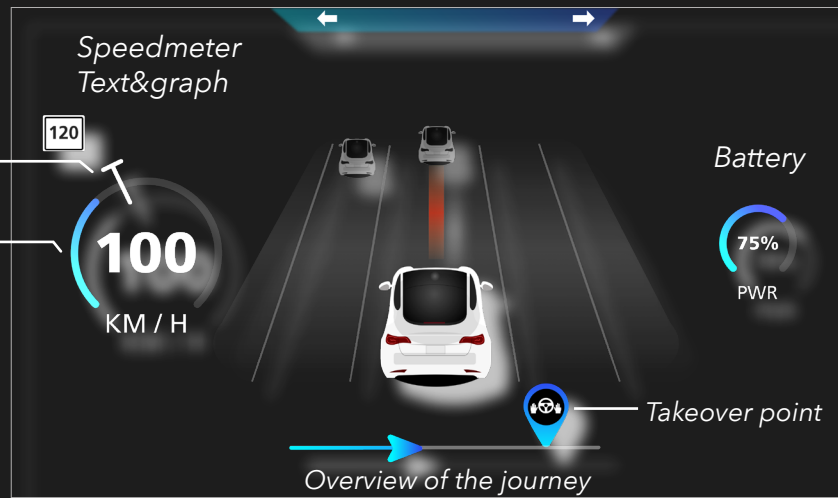 Speedmeter
Text&graph
120
100
KM / H
Battery
75%
PWR
Takeover point
Overview of the journey